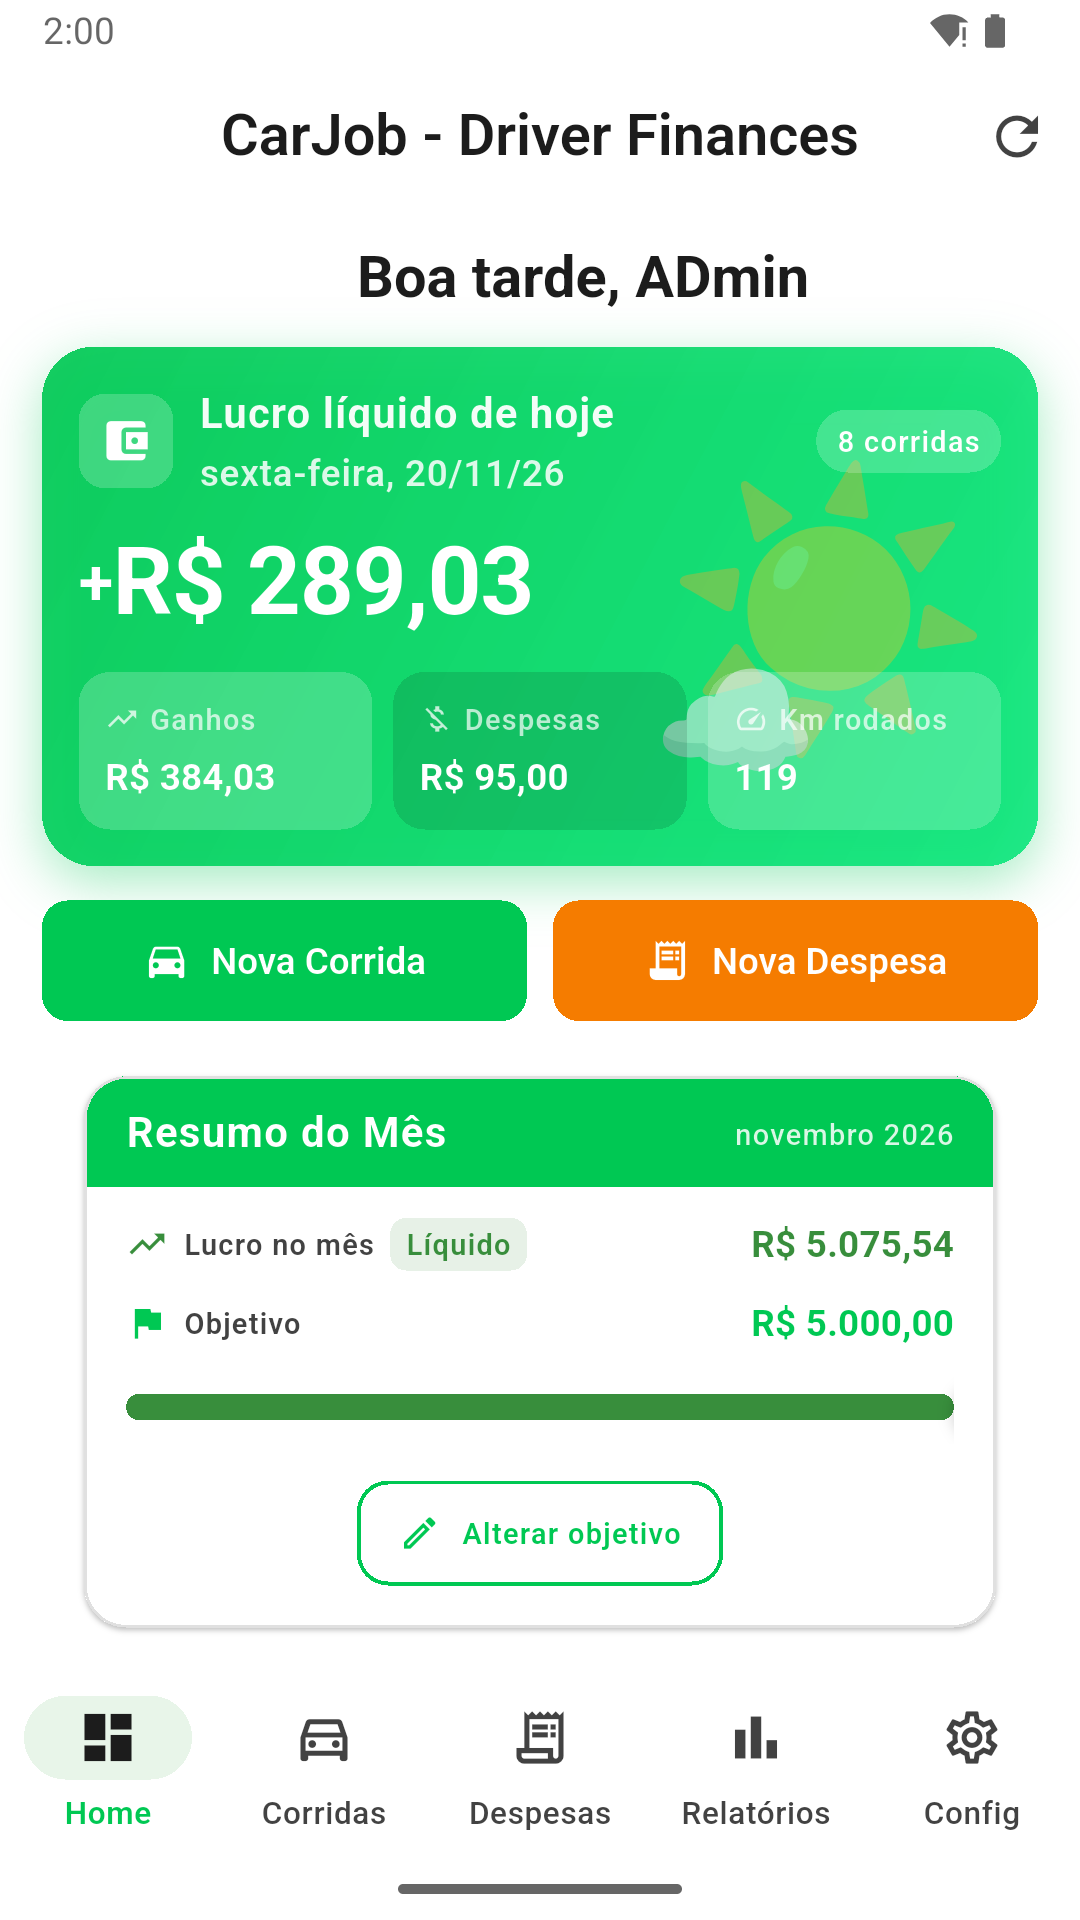 2:00
CarJob - Driver Finances
Boa tarde, ADmin
Lucro líquido de hoje
sexta-feira, 20/11/26
8 corridas
+R$ 289,03
Ganhos
R$ 384,03
Despesas
R$ 95,00
Km rodados
119
Nova Corrida
Nova Despesa
Resumo do Mês
novembro 2026
Lucro no mês
Líquido
R$ 5.075,54
Objetivo
R$ 5.000,00
Alterar objetivo
Home
Corridas
Despesas
Relatórios
Config